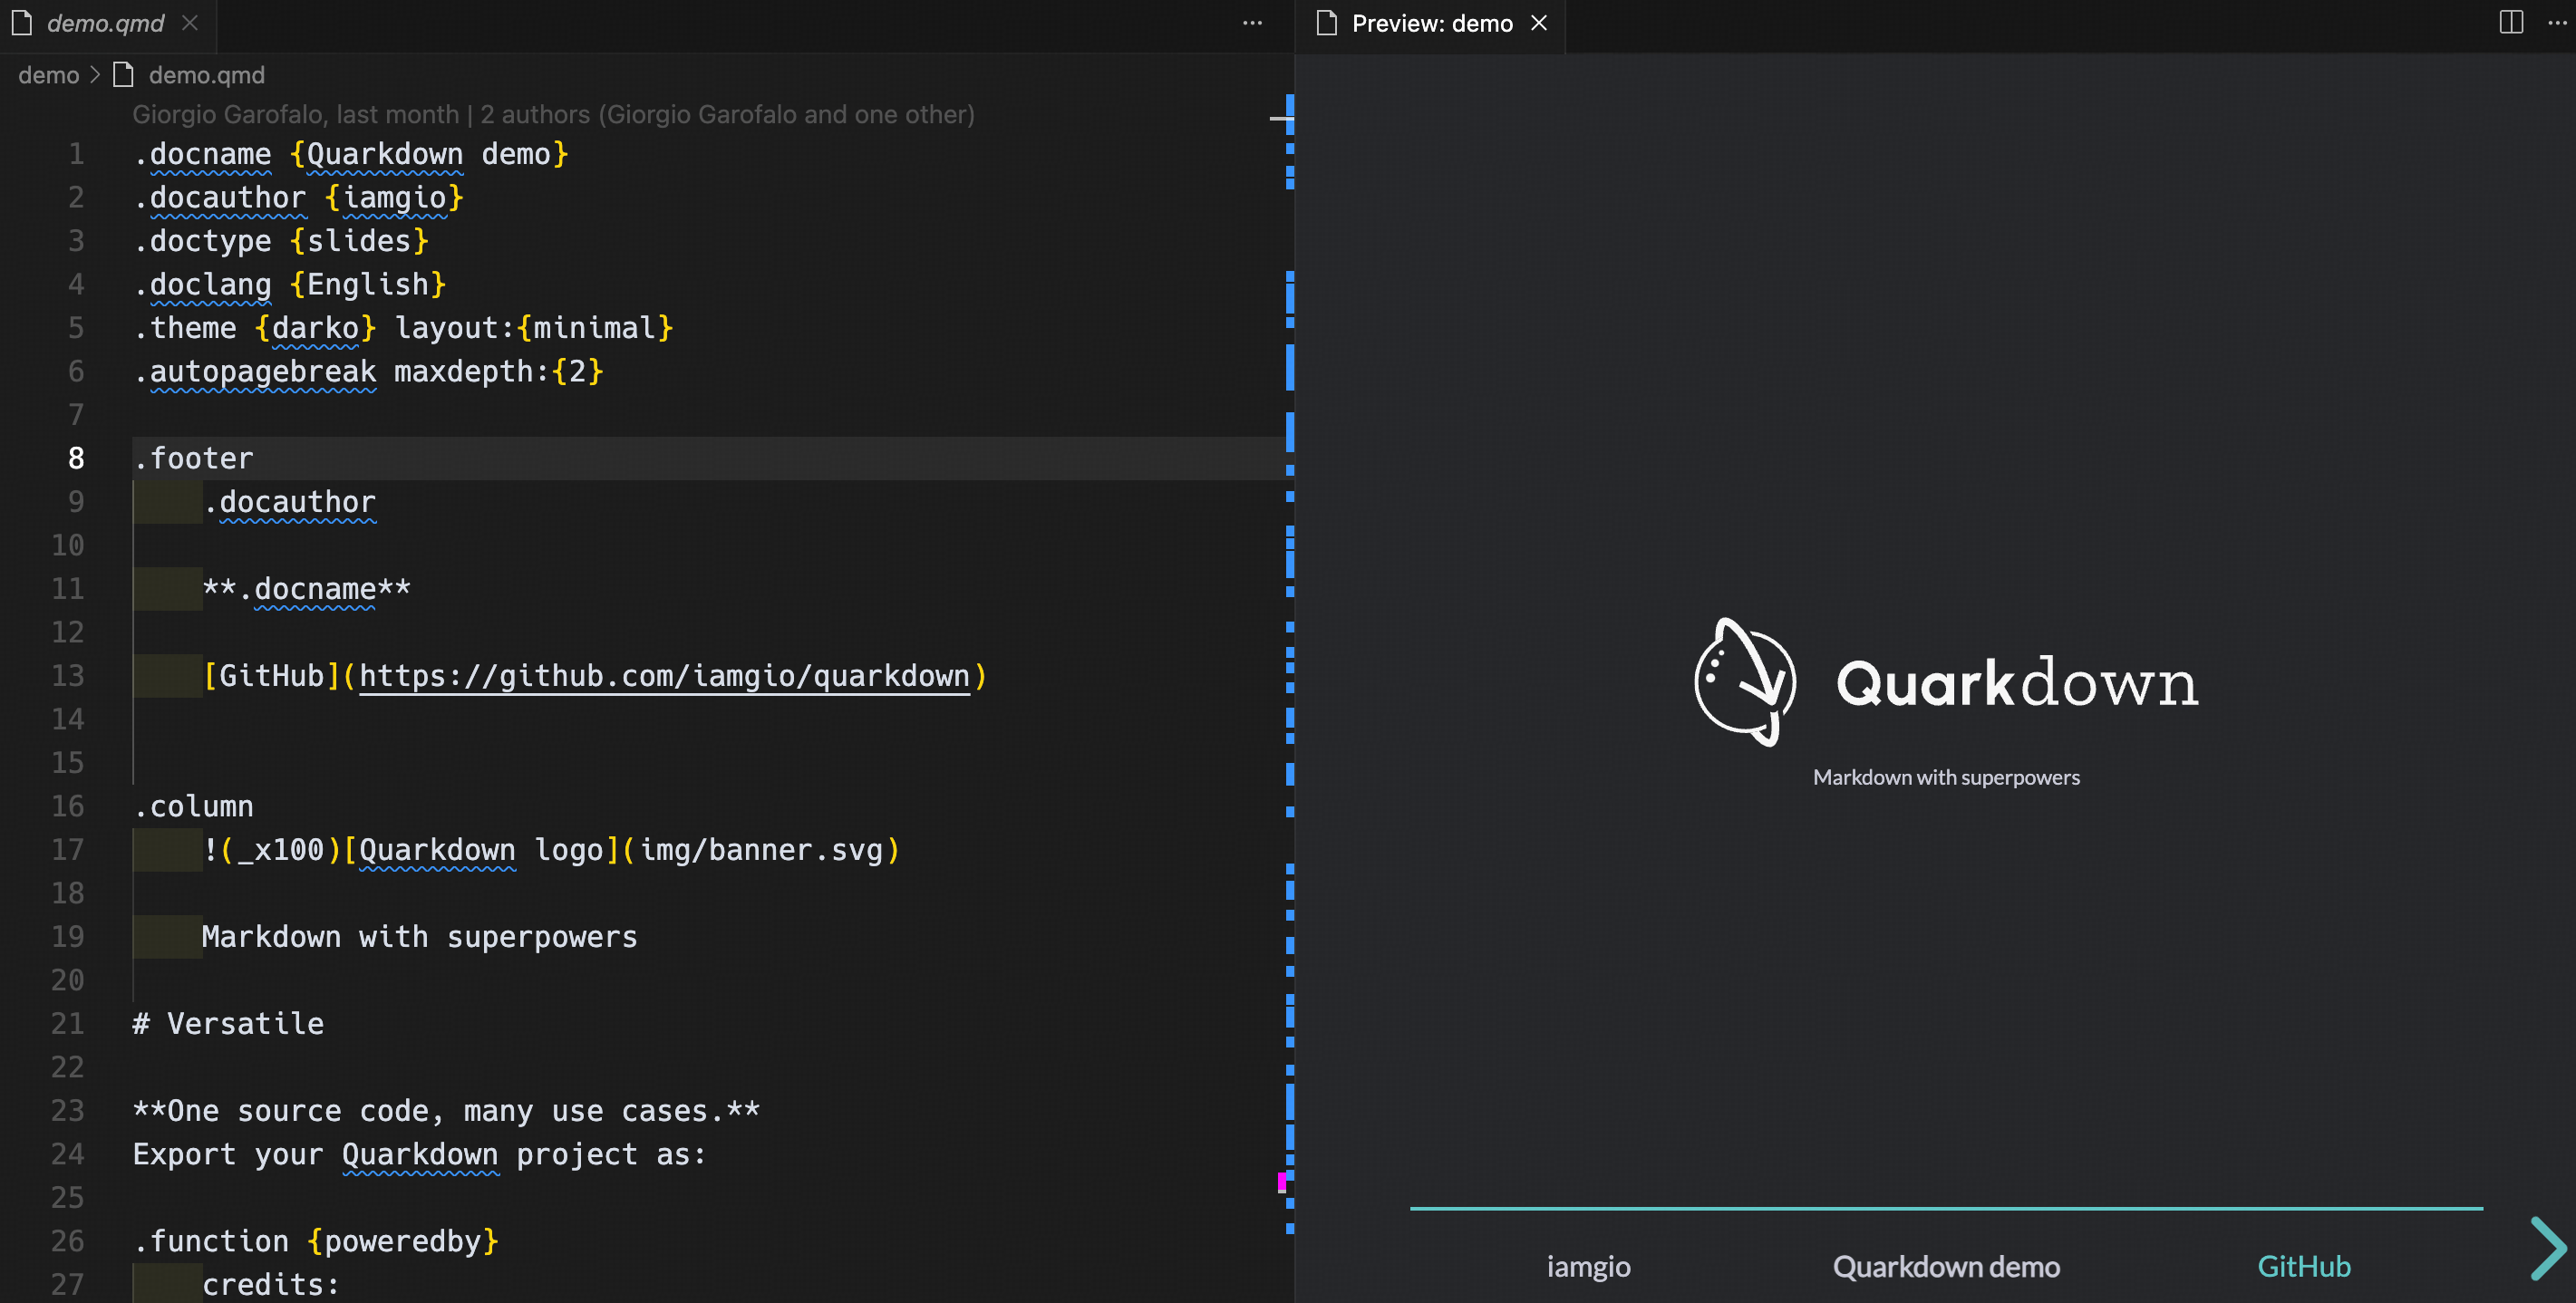 demo.qmd
demo > demo.qmd
Giorgio Garofalo, last month | 2 authors (Giorgio Garofalo and one other)
1 .docname {Quarkdown demo}
2 .docauthor {iamgio}
3 .doctype {slides}
4 .doclang {English}
5 .theme {darko} layout:{minimal}
6 .autopagebreak maxdepth:{2}
7
8 .footer
9 .docauthor
10
11 **.docname**
12
13 [GitHub](https://github.com/iamgio/quarkdown)
14
15
16 .column
17 !(_x100)[Quarkdown logo](img/banner.svg)
18
19 Markdown with superpowers
20
21 # Versatile
22
23 **One source code, many use cases.**
24 Export your Quarkdown project as:
25
26 .function {poweredby}
27 credits:
Preview: demo
Quarkdown
Markdown with superpowers
iamgio
Quarkdown demo
GitHub